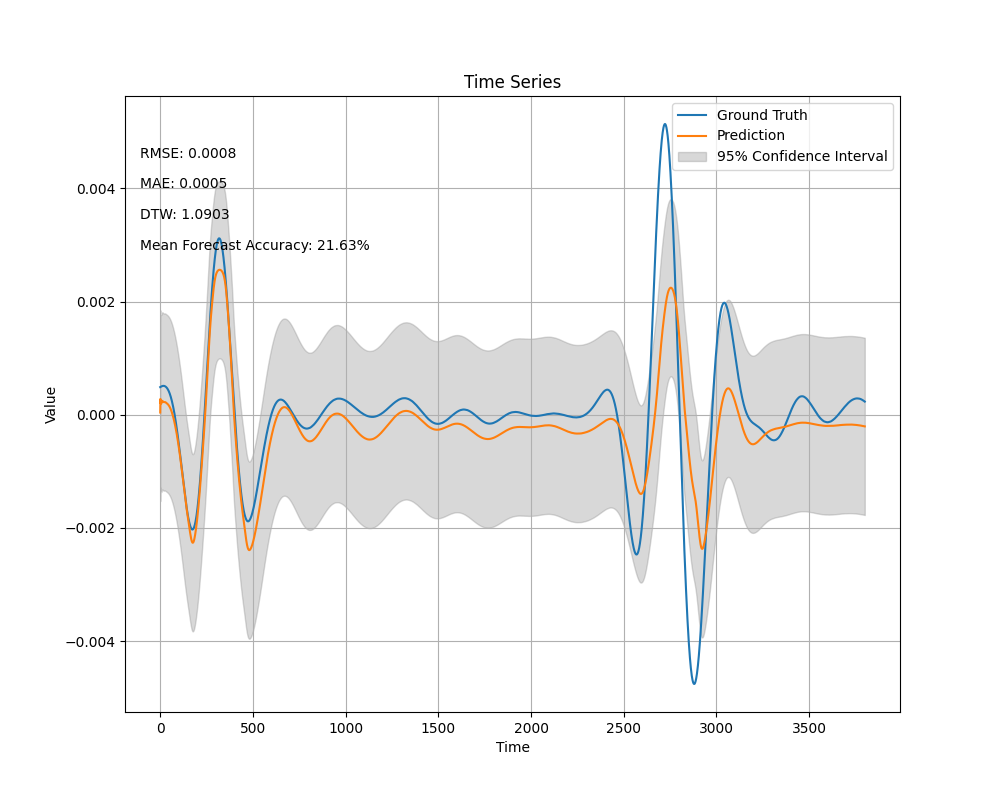 Time Series
Ground Truth
Prediction
95% Confidence Interval
RMSE: 0.0008
MAE: 0.0005
DTW: 1.0903
Mean Forecast Accuracy: 21.63%
Value
0.004
0.002
0.000
−0.002
−0.004
0 500 1000 1500 2000 2500 3000 3500
Time